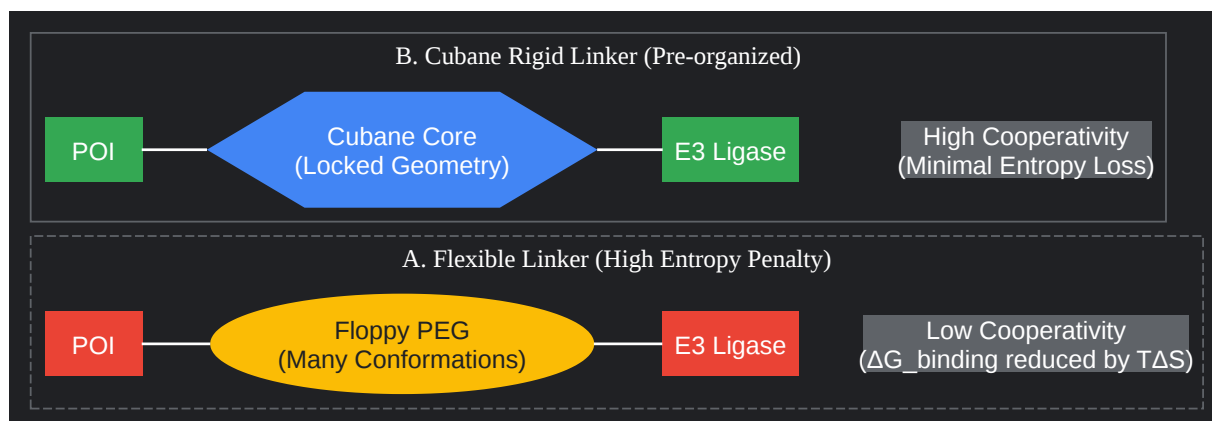 B. Cubane Rigid Linker (Pre-organized)
POI
Cubane Core
(Locked Geometry)
E3 Ligase
High Cooperativity
(Minimal Entropy Loss)
A. Flexible Linker (High Entropy Penalty)
POI
Floppy PEG
(Many Conformations)
E3 Ligase
Low Cooperativity
(ΔG_binding reduced by TΔS)